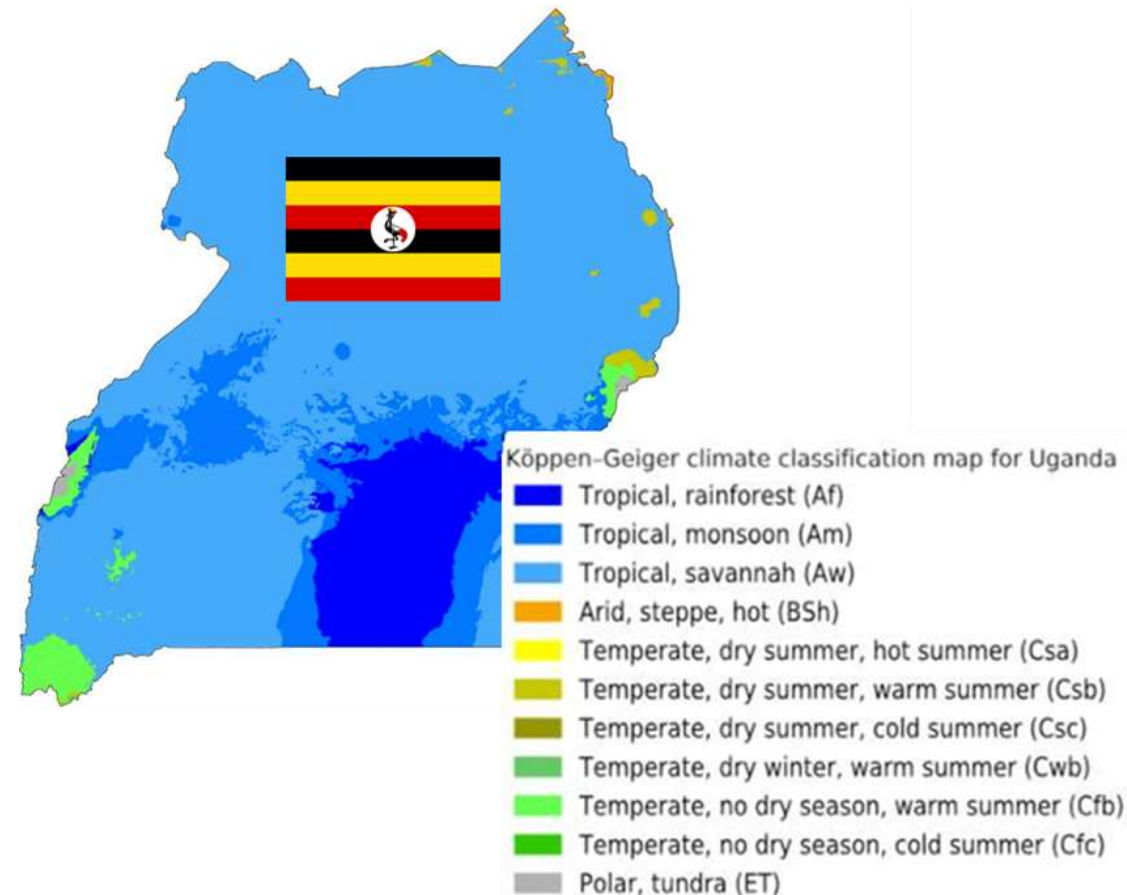 Köppen–Geiger climate classification map for Uganda
Tropical, rainforest (Af)
Tropical, monsoon (Am)
Tropical, savannah (Aw)
Arid, steppe, hot (BSh)
Temperate, dry summer, hot summer (Csa)
Temperate, dry summer, warm summer (Csb)
Temperate, dry summer, cold summer (Csc)
Temperate, dry winter, warm summer (Cwb)
Temperate, no dry season, warm summer (Cfb)
Temperate, no dry season, cold summer (Cfc)
Polar, tundra (ET)